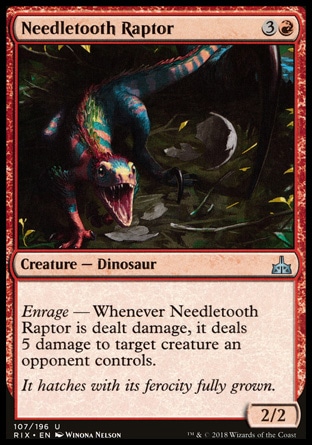 Needletooth Raptor 3
Creature — Dinosaur
Enrage — Whenever Needletooth
Raptor is dealt damage, it deals
5 damage to target creature an
opponent controls.
It hatches with its ferocity fully grown.
2/2
107/196 U
RIX • EN Winona Nelson
™ & © 2018 Wizards of the Coast